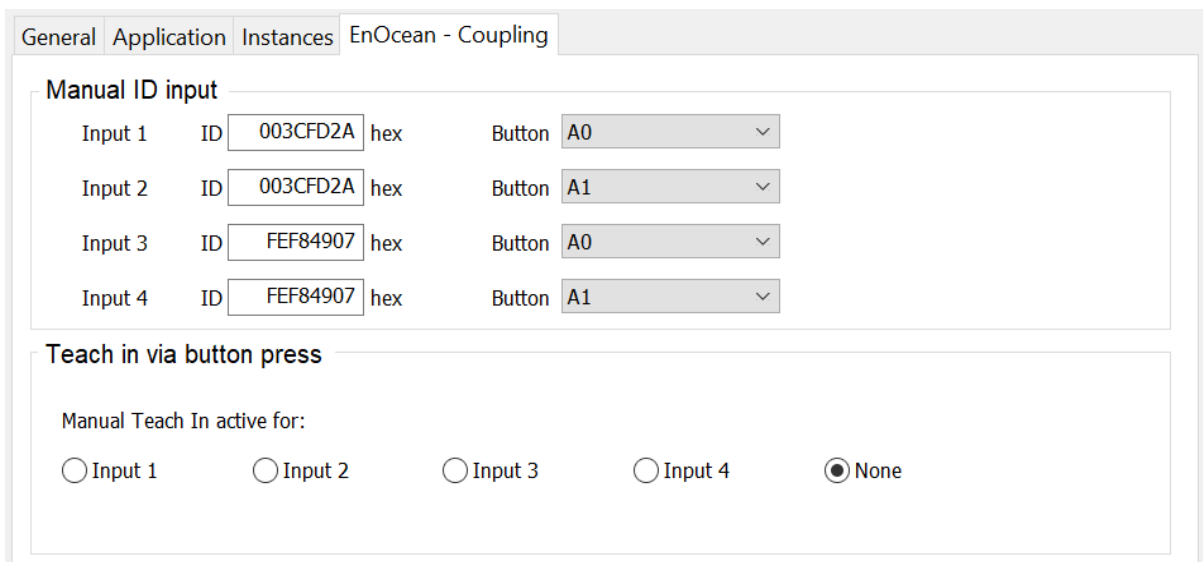 General Application Instances EnOcean - Coupling
Manual ID input
Input 1 ID 003CFD2A hex Button A0
Input 2 ID 003CFD2A hex Button A1
Input 3 ID FEF84907 hex Button A0
Input 4 ID FEF84907 hex Button A1
Teach in via button press
Manual Teach In active for:
Input 1 Input 2 Input 3 Input 4 None